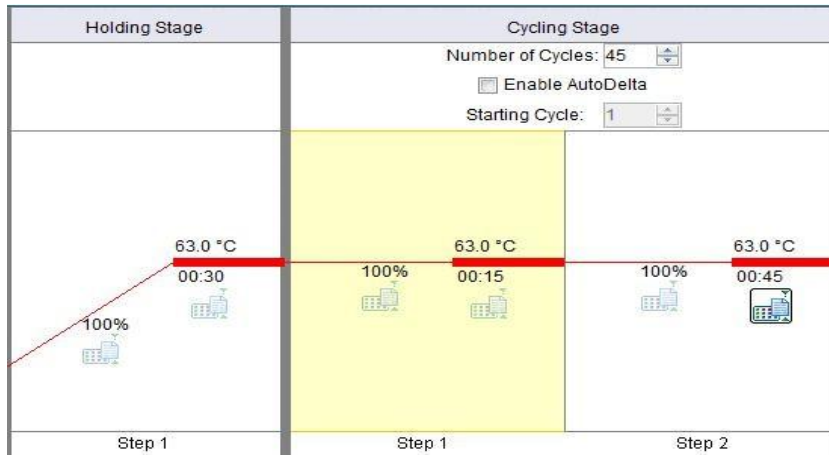 Holding Stage
Cycling Stage
Number of Cycles: 45
Enable AutoDelta
Starting Cycle: 1
63.0 °C
00:30
100%
63.0 °C
100%
00:15
63.0 °C
100%
00:45
Step 1
Step 1
Step 2